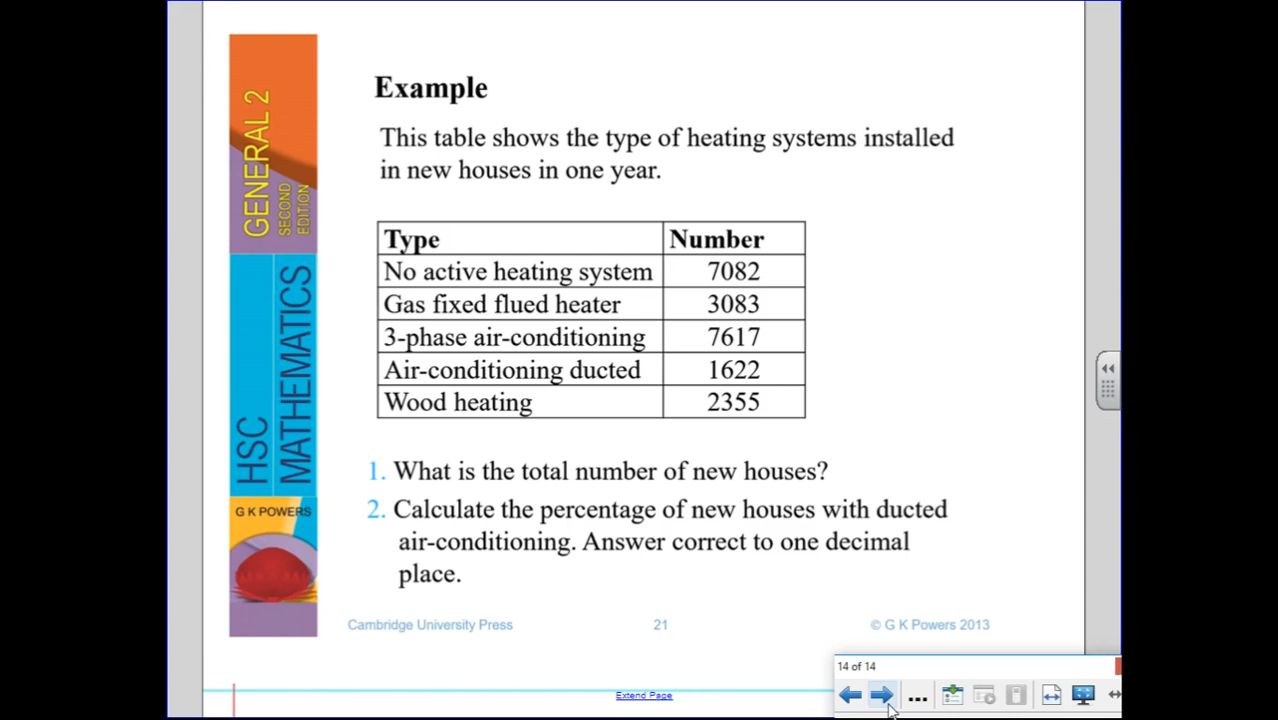 GENERAL 2
SECOND
EDITION
HSC
MATHEMATICS
G K POWERS
Example
This table shows the type of heating systems installed
in new houses in one year.
Type Number
No active heating system 7082
Gas fixed flued heater 3083
3-phase air-conditioning 7617
Air-conditioning ducted 1622
Wood heating 2355
1. What is the total number of new houses?
2. Calculate the percentage of new houses with ducted
air-conditioning. Answer correct to one decimal
place.
Cambridge University Press 21 © G K Powers 2013
14 of 14
Extend Page